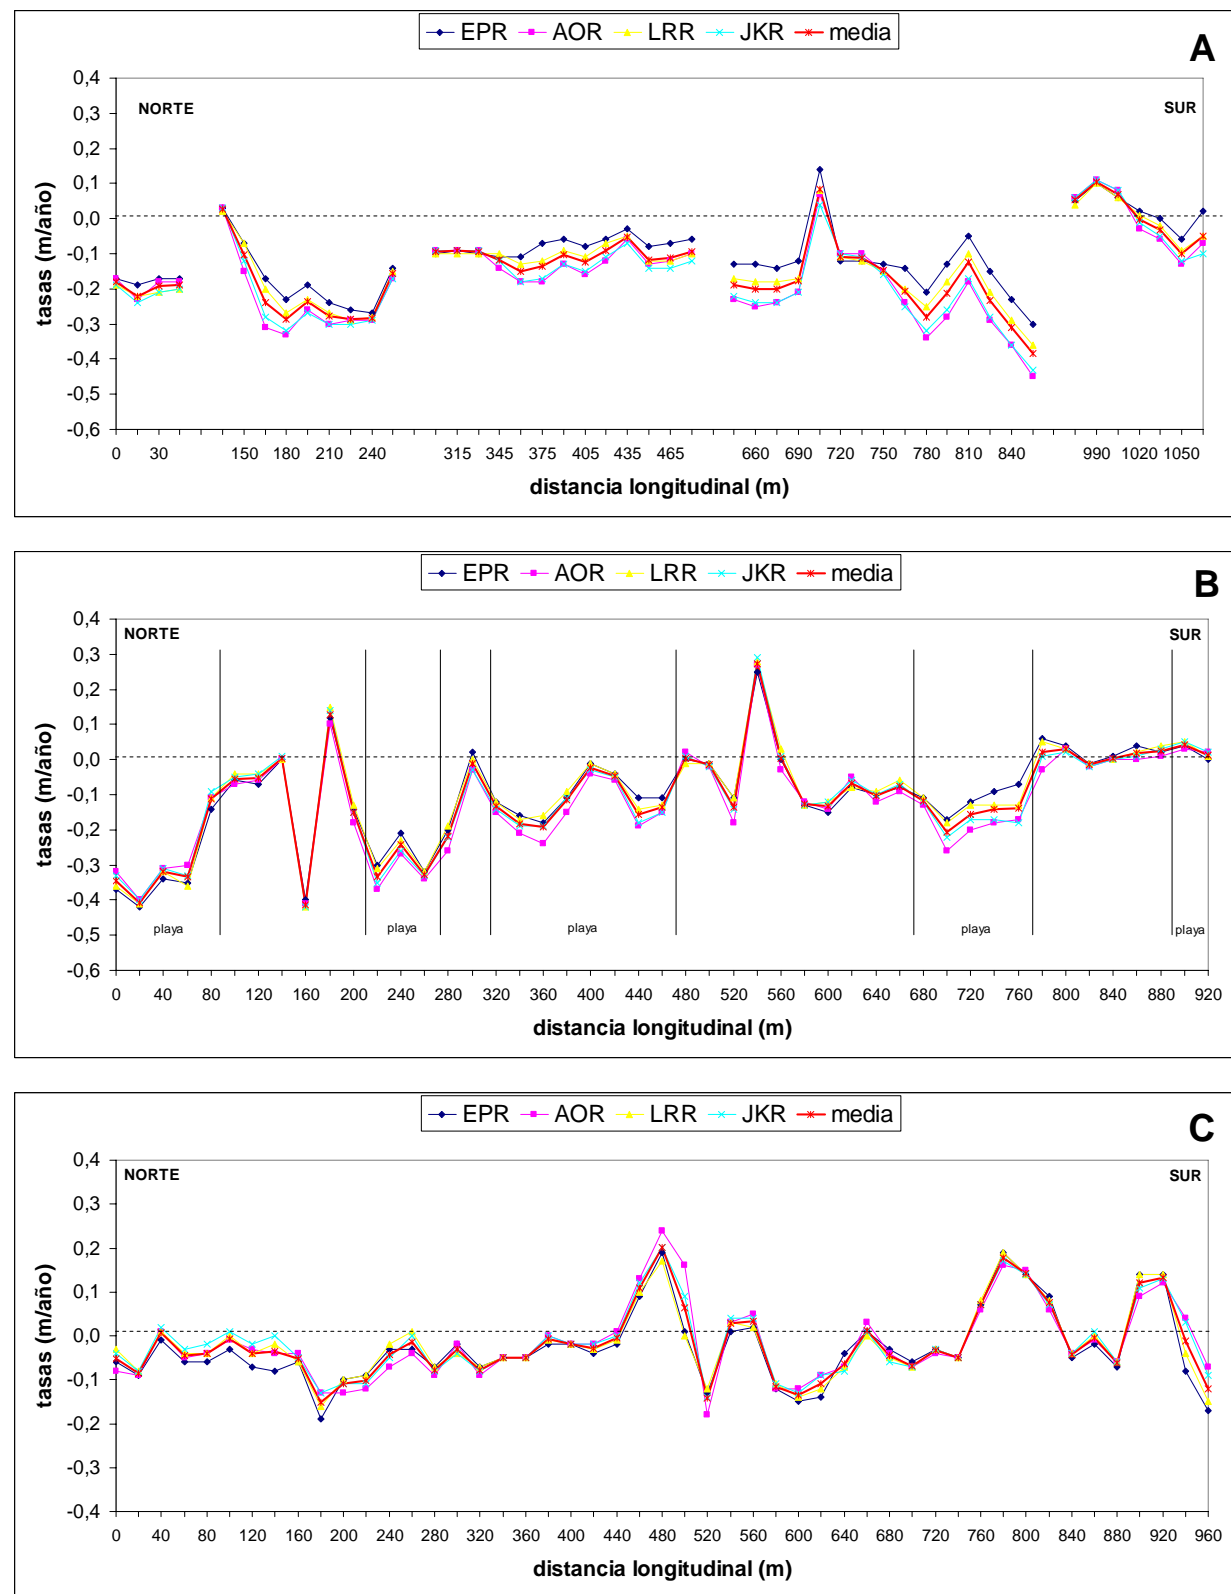 EPR AOR LRR JKR media
A
NORTE SUR
tasas (m/año)
0,4
0,3
0,2
0,1
0,0
-0,1
-0,2
-0,3
-0,4
-0,5
-0,6
0 30 150 180 210 240 315 345 375 405 435 465 660 690 720 750 780 810 840 990 1020 1050
distancia longitudinal (m)
EPR AOR LRR JKR media
B
NORTE SUR
tasas (m/año)
0,4
0,3
0,2
0,1
0,0
-0,1
-0,2
-0,3
-0,4
-0,5
-0,6
playa playa playa playa playa
0 40 80 120 160 200 240 280 320 360 400 440 480 520 560 600 640 680 720 760 800 840 880 920
distancia longitudinal (m)
EPR AOR LRR JKR media
C
NORTE SUR
tasas (m/año)
0,4
0,3
0,2
0,1
0,0
-0,1
-0,2
-0,3
-0,4
0 40 80 120 160 200 240 280 320 360 400 440 480 520 560 600 640 680 720 760 800 840 880 920 960
distancia longitudinal (m)